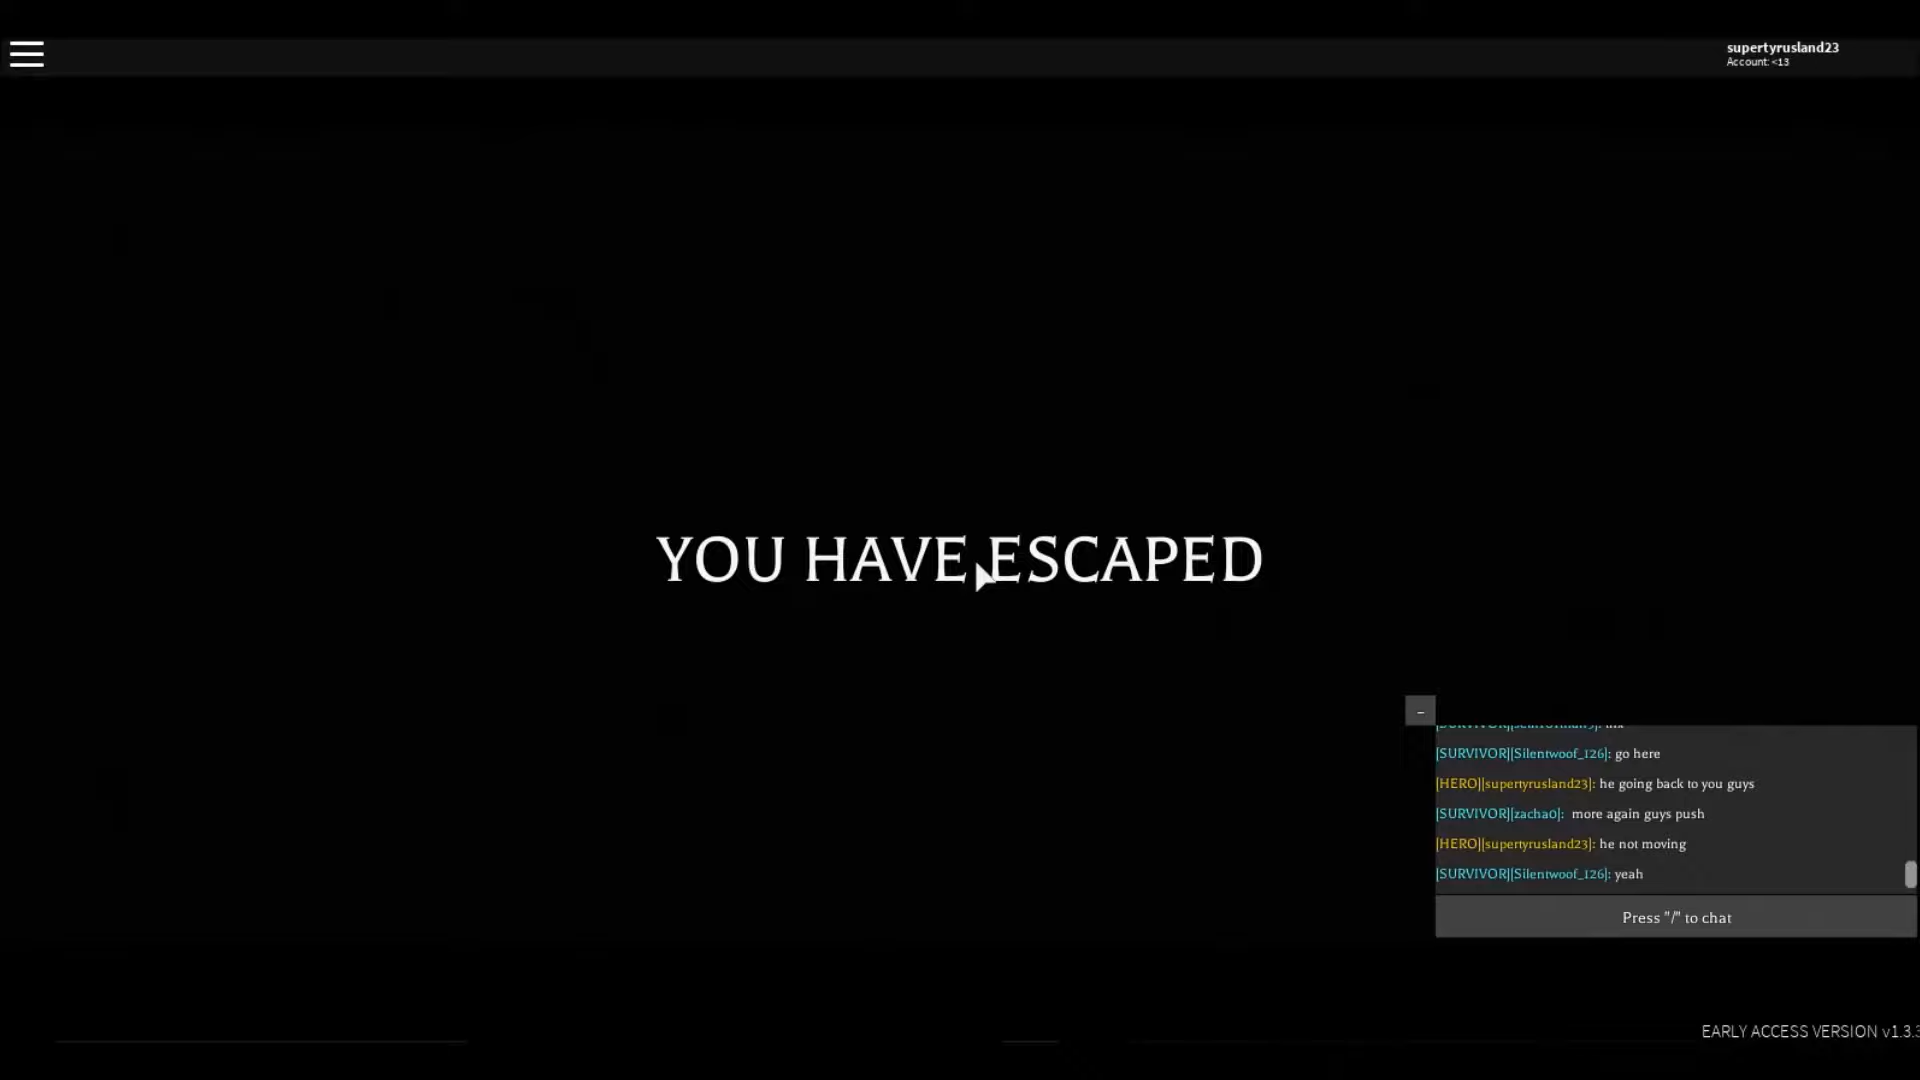 supertyrusland23
Account: <13
YOU HAVE ESCAPED
-
[SURVIVOR][Silentwoof_126]: go here
[HERO][supertyrusland23]: he going back to you guys
[SURVIVOR][zacha0]: more again guys push
[HERO][supertyrusland23]: he not moving
[SURVIVOR][Silentwoof_126]: yeah
Press "/" to chat
EARLY ACCESS VERSION v1.3.3